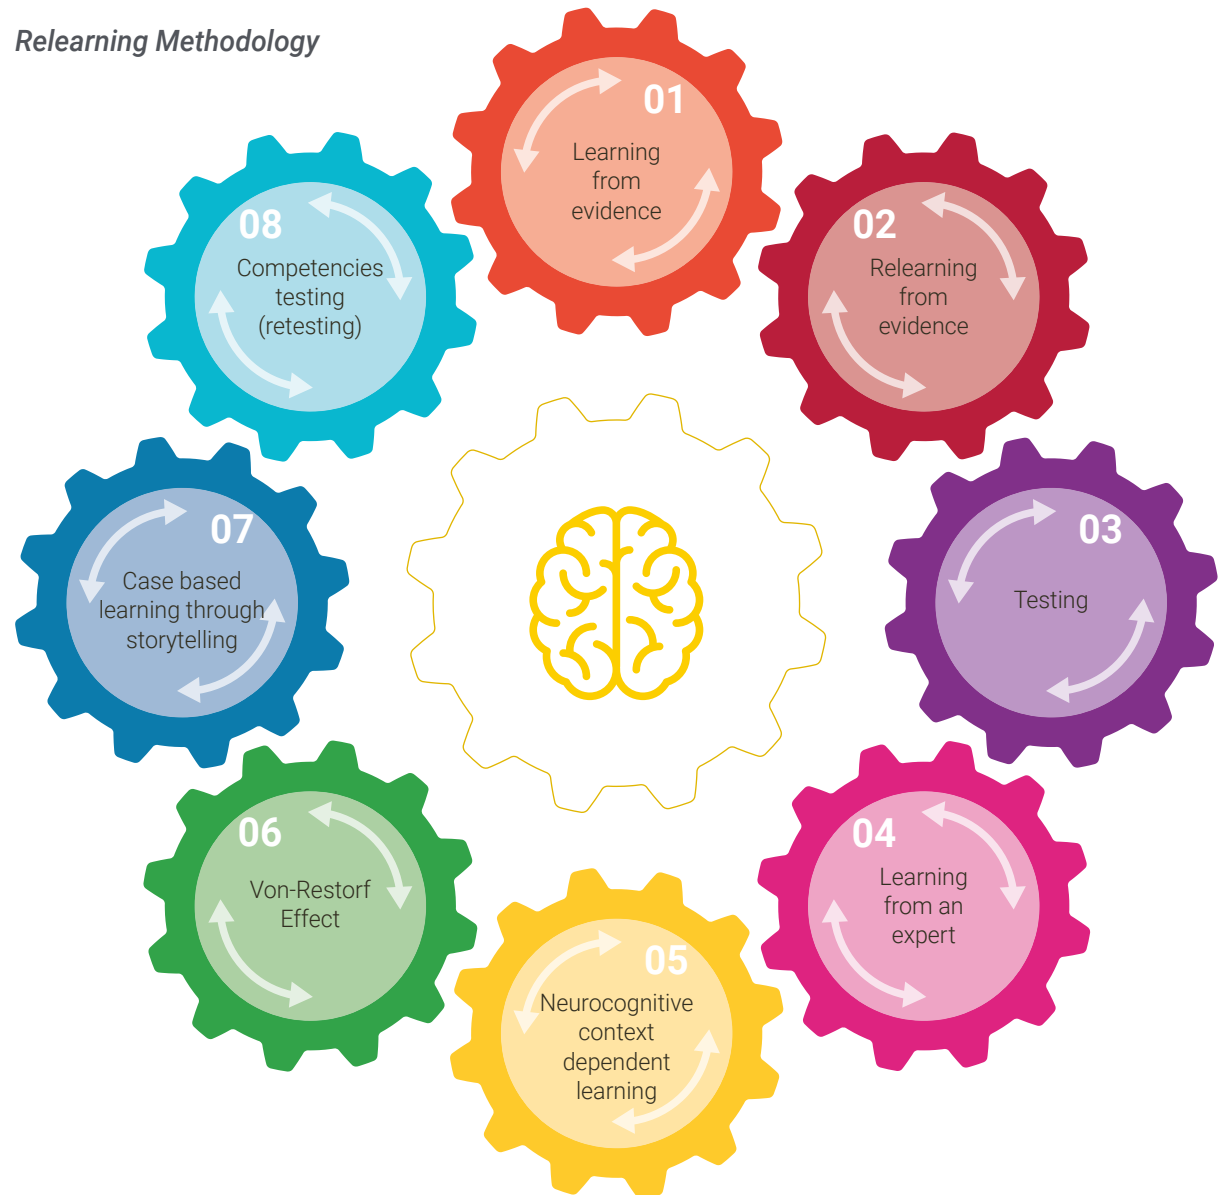 Relearning Methodology
01
Learning
from
evidence
02
Relearning
from
evidence
03
Testing
04
Learning
from an
expert
05
Neurocognitive
context
dependent
learning
06
Von-Restorf
Effect
07
Case based
learning through
storytelling
08
Competencies
testing
(retesting)